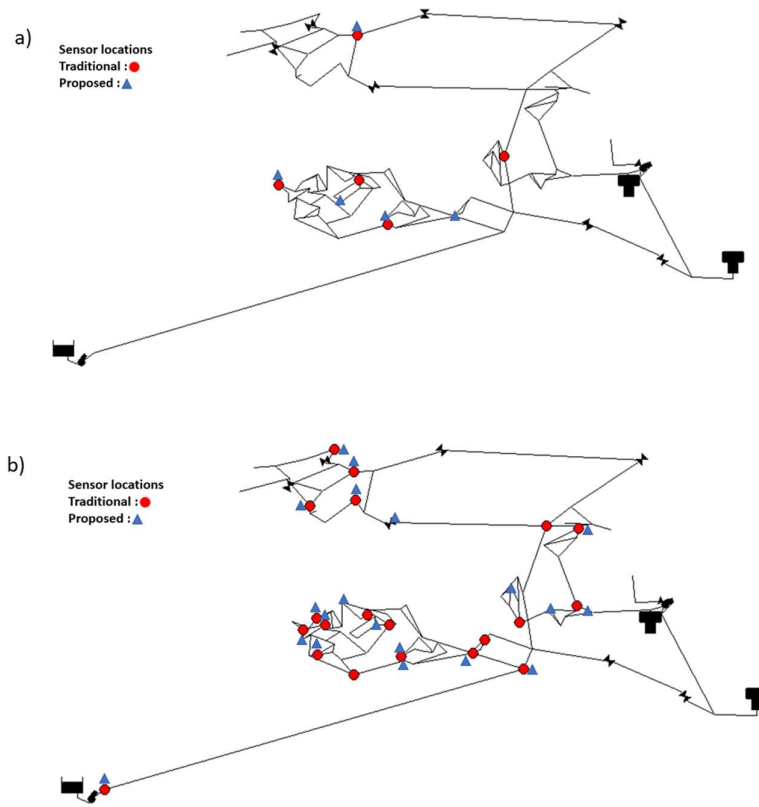 a)
Sensor locations
Traditional :
Proposed :
b)
Sensor locations
Traditional :
Proposed :